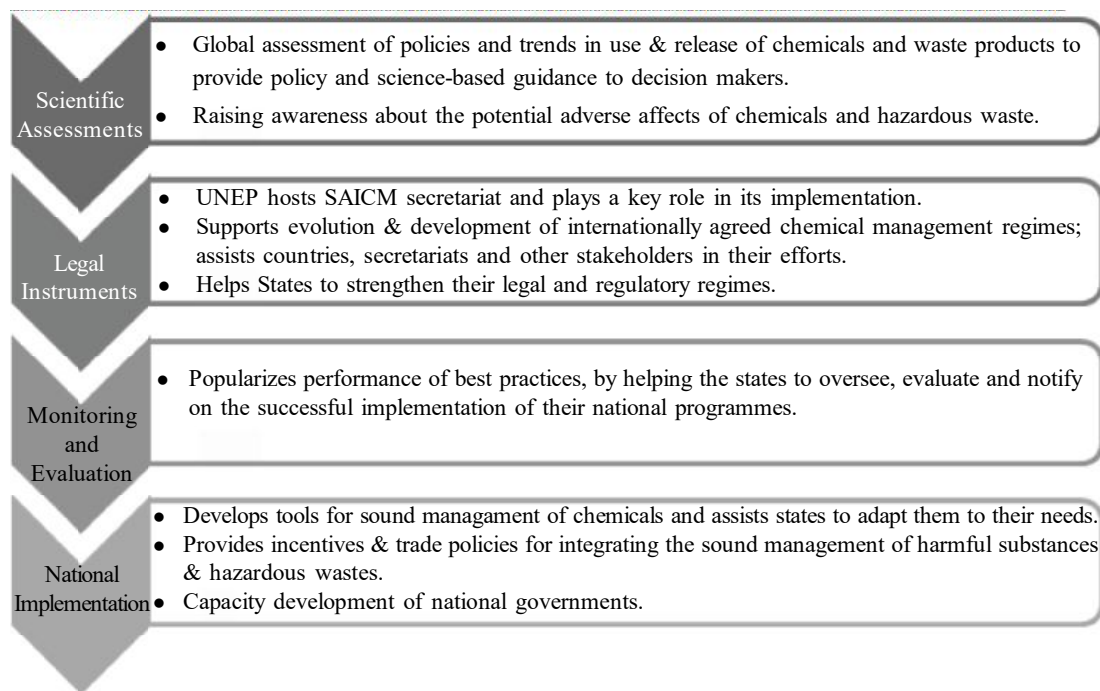 Scientific
Assessments
● Global assessment of policies and trends in use & release of chemicals and waste products to
provide policy and science-based guidance to decision makers.
● Raising awareness about the potential adverse affects of chemicals and hazardous waste.
Legal
Instruments
● UNEP hosts SAICM secretariat and plays a key role in its implementation.
● Supports evolution & development of internationally agreed chemical management regimes;
assists countries, secretariats and other stakeholders in their efforts.
● Helps States to strengthen their legal and regulatory regimes.
Monitoring
and
Evaluation
● Popularizes performance of best practices, by helping the states to oversee, evaluate and notify
on the successful implementation of their national programmes.
National
Implementation
● Develops tools for sound managament of chemicals and assists states to adapt them to their needs.
● Provides incentives & trade policies for integrating the sound management of harmful substances
& hazardous wastes.
● Capacity development of national governments.